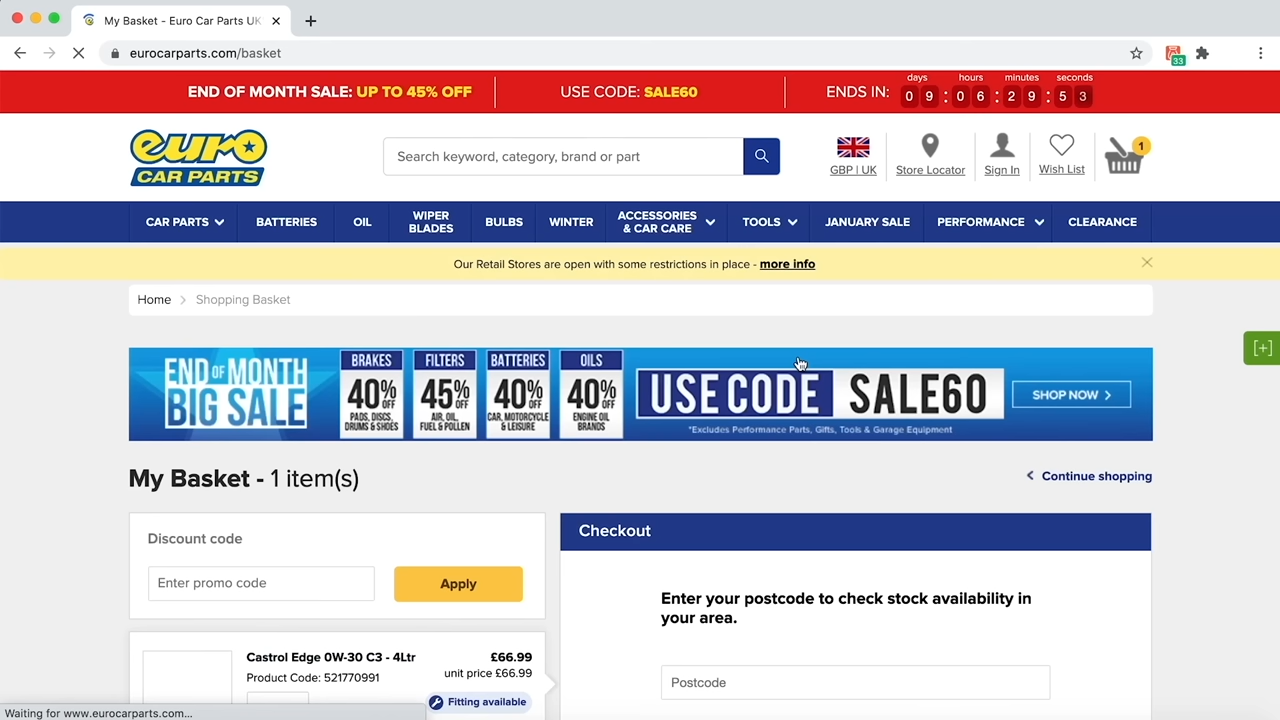 My Basket - Euro Car Parts UK
eurocarparts.com/basket
33
END OF MONTH SALE: UP TO 45% OFF
USE CODE: SALE60
ENDS IN:
days hours minutes seconds
0 9 : 0 6 : 2 9 : 5 3
euro
CAR PARTS
Search keyword, category, brand or part
GBP | UK
Store Locator
Sign In
Wish List
1
CAR PARTS
BATTERIES
OIL
WIPER
BLADES
BULBS
WINTER
ACCESSORIES
& CAR CARE
TOOLS
JANUARY SALE
PERFORMANCE
CLEARANCE
Our Retail Stores are open with some restrictions in place - more info
Home
Shopping Basket
END OF MONTH
BIG SALE
BRAKES
40% OFF
PADS, DISCS,
DRUMS & SHOES
FILTERS
45% OFF
AIR, OIL,
FUEL & POLLEN
BATTERIES
40% OFF
CAR, MOTORCYCLE
& LEISURE
OILS
40% OFF
ENGINE OIL
BRANDS
USE CODE SALE60
*Excludes Performance Parts, Gifts, Tools & Garage Equipment
SHOP NOW
[+]
My Basket - 1 item(s)
Continue shopping
Discount code
Enter promo code
Apply
Checkout
Enter your postcode to check stock availability in
your area.
Postcode
Castrol Edge 0W-30 C3 - 4Ltr
£66.99
Product Code: 521770991
unit price £66.99
Fitting available
Waiting for www.eurocarparts.com...